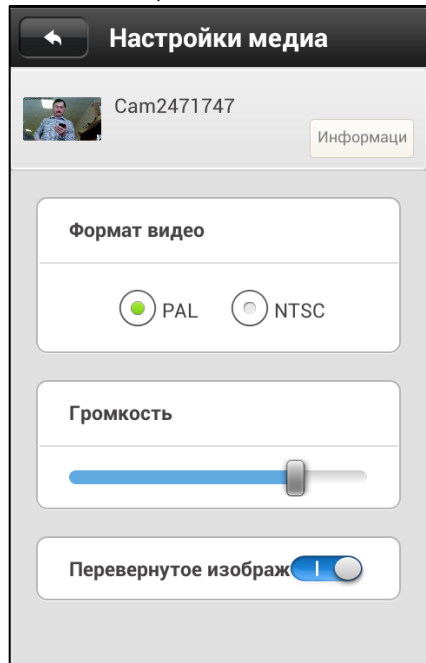 Настройки медиа
Cam2471747
Информаци
Формат видео
PAL NTSC
Громкость
Перевернутое изображ